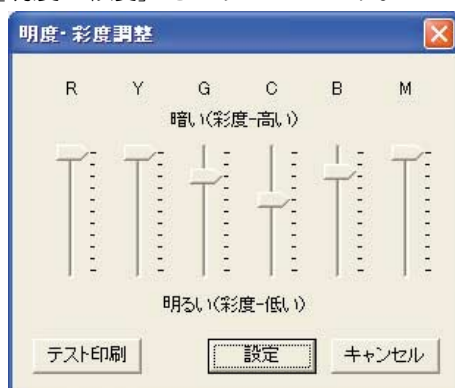 明度・彩度調整
R Y G C B M
暗い(彩度-高い)
明るい(彩度-低い)
テスト印刷 設定 キャンセル